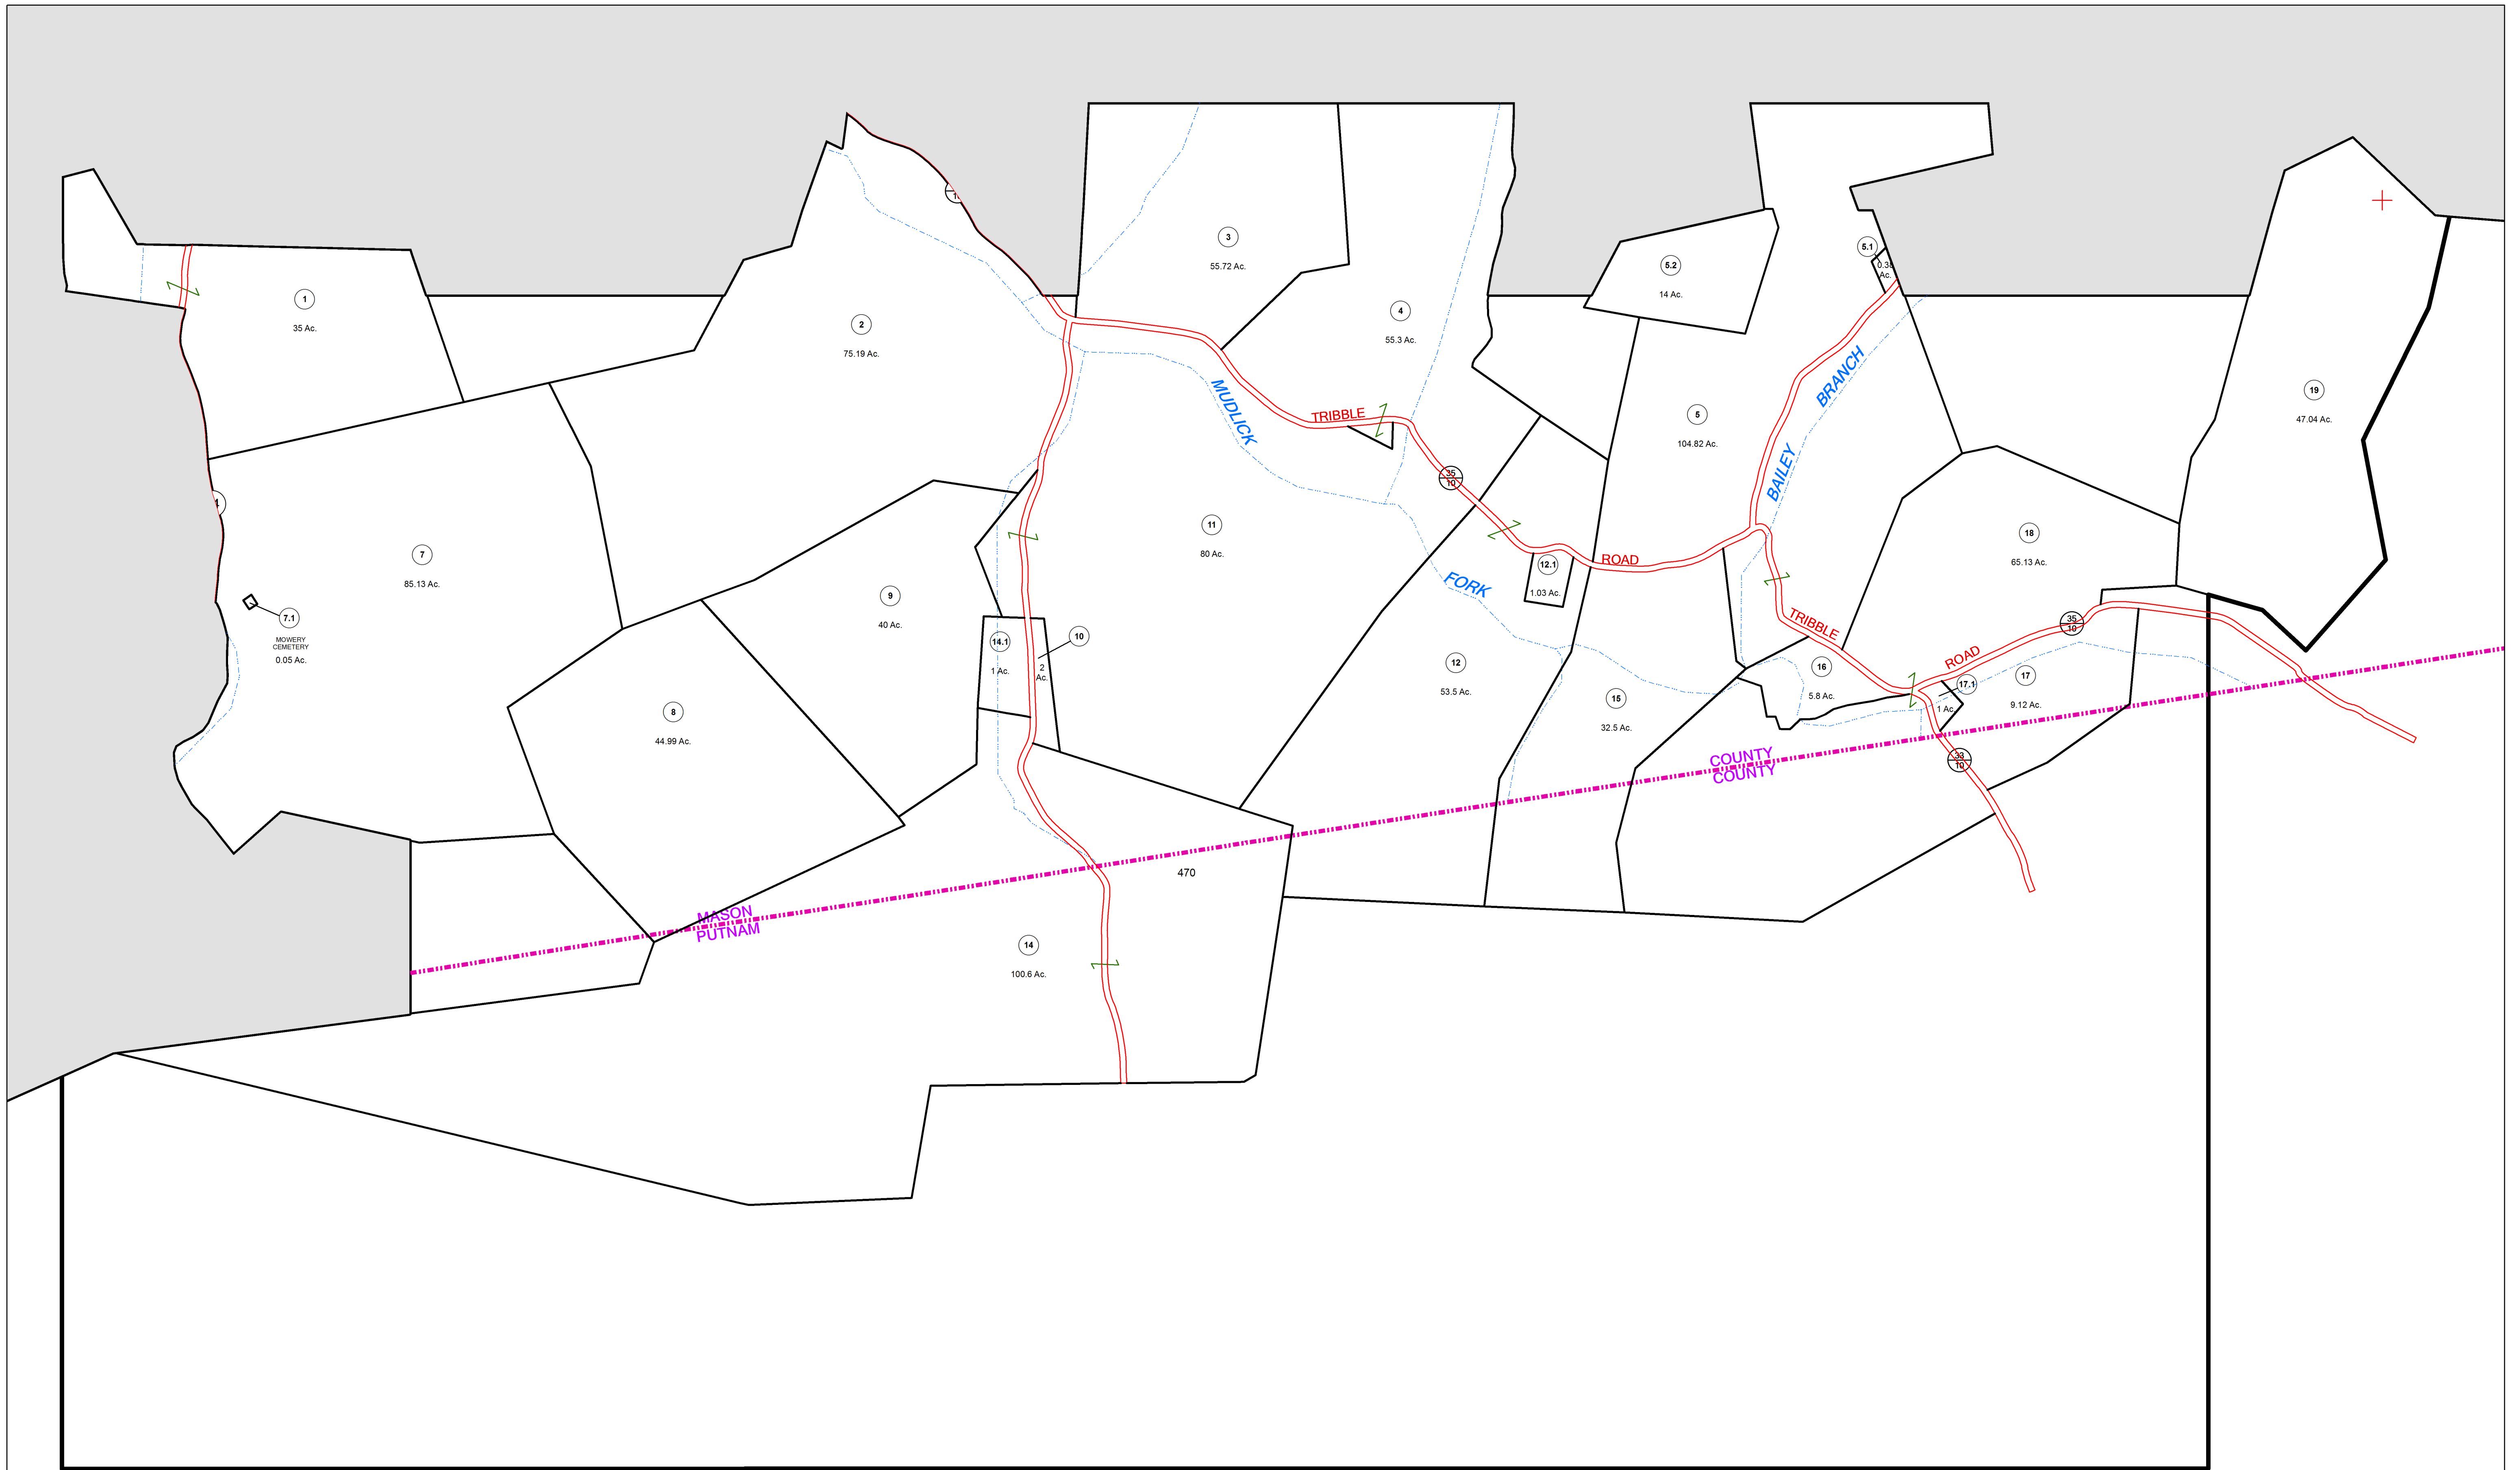 1
35 Ac.
2
75.19 Ac.
3
55.72 Ac.
4
55.3 Ac.
5.1
0.38
Ac.
5.2
14 Ac.
5
104.82 Ac.
19
47.04 Ac.
MUDLICK
FORK
TRIBBLE
35
10
ROAD
BRANCH
BAILEY
7
85.13 Ac.
7.1
MOWERY
CEMETERY
0.05 Ac.
8
44.99 Ac.
9
40 Ac.
14.1
1 Ac.
10
2
Ac.
11
80 Ac.
12.1
1.03 Ac.
12
53.5 Ac.
15
32.5 Ac.
18
65.13 Ac.
TRIBBLE
ROAD
35
10
16
5.8 Ac.
17.1
1 Ac.
17
9.12 Ac.
33
10
COUNTY
COUNTY
MASON
PUTNAM
470
14
100.6 Ac.